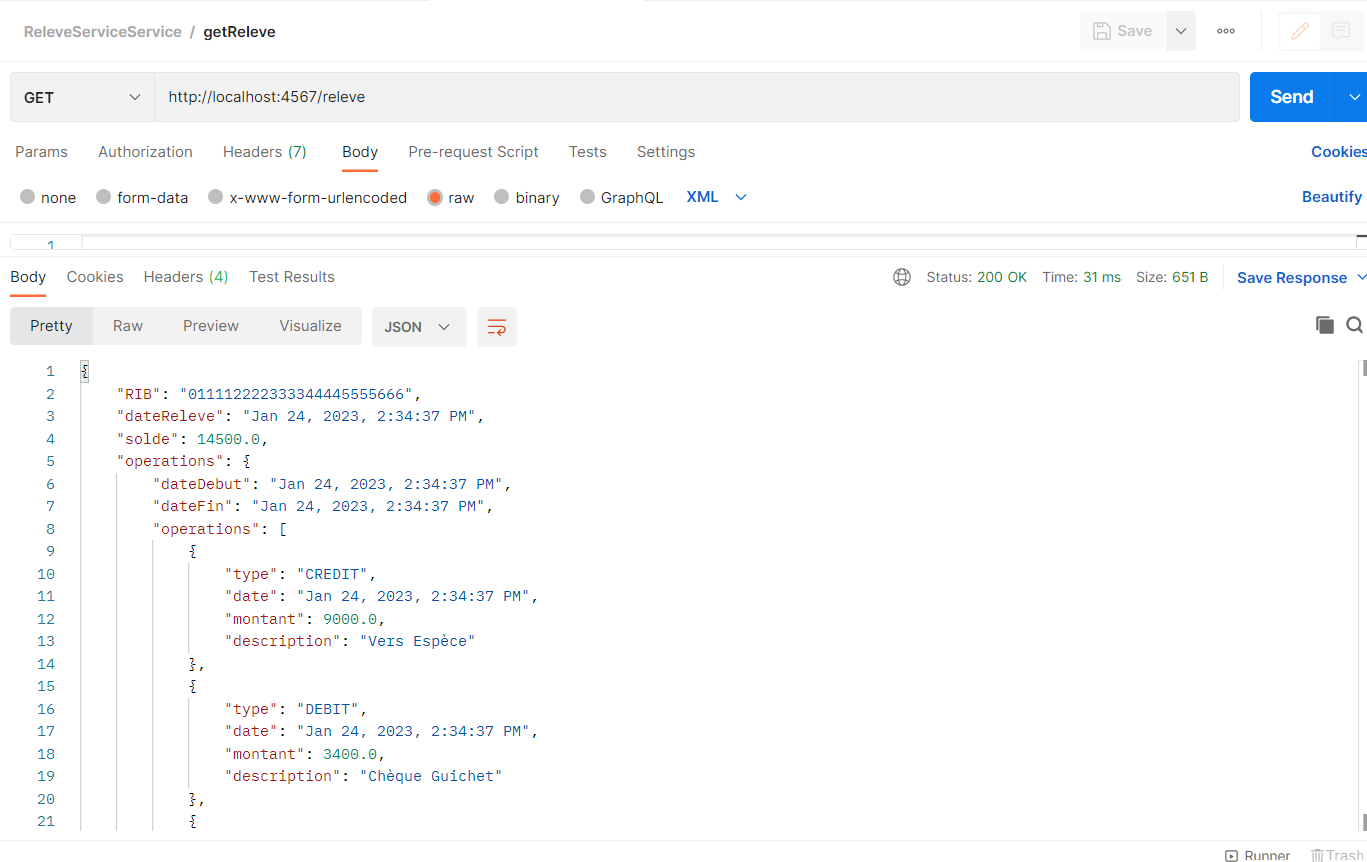 ReleveServiceService / getReleve Save
GET http://localhost:4567/releve Send
Params Authorization Headers (7) Body Pre-request Script Tests Settings Cookies
none form-data x-www-form-urlencoded raw binary GraphQL XML Beautify
1
Body Cookies Headers (4) Test Results Status: 200 OK Time: 31 ms Size: 651 B Save Response
Pretty Raw Preview Visualize JSON
1 {
2 "RIB": "011112222333344445555666",
3 "dateReleve": "Jan 24, 2023, 2:34:37 PM",
4 "solde": 14500.0,
5 "operations": {
6 "dateDebut": "Jan 24, 2023, 2:34:37 PM",
7 "dateFin": "Jan 24, 2023, 2:34:37 PM",
8 "operations": [
9 {
10 "type": "CREDIT",
11 "date": "Jan 24, 2023, 2:34:37 PM",
12 "montant": 9000.0,
13 "description": "Vers Espèce"
14 },
15 {
16 "type": "DEBIT",
17 "date": "Jan 24, 2023, 2:34:37 PM",
18 "montant": 3400.0,
19 "description": "Chèque Guichet"
20 },
21 {
Runner Trash